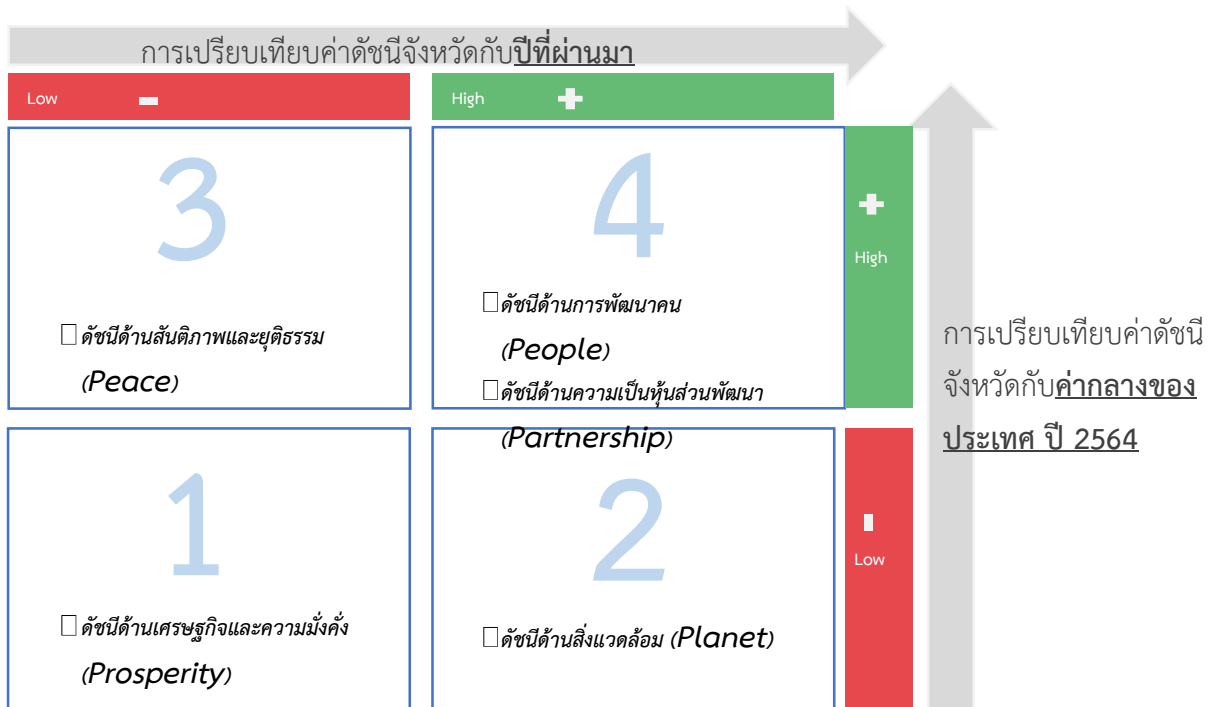 การเปรียบเทียบค่าดัชนีจังหวัดกับปีที่ผ่านมา
Low -
High +
3
ดัชนีด้านสันติภาพและยุติธรรม
(Peace)
4
ดัชนีด้านการพัฒนาคน
(People)
ดัชนีด้านความเป็นหุ้นส่วนพัฒนา
(Partnership)
+
High
การเปรียบเทียบค่าดัชนี
จังหวัดกับค่ากลางของ
ประเทศ ปี 2564
1
ดัชนีด้านเศรษฐกิจและความมั่งคั่ง
(Prosperity)
2
ดัชนีด้านสิ่งแวดล้อม (Planet)
-
Low